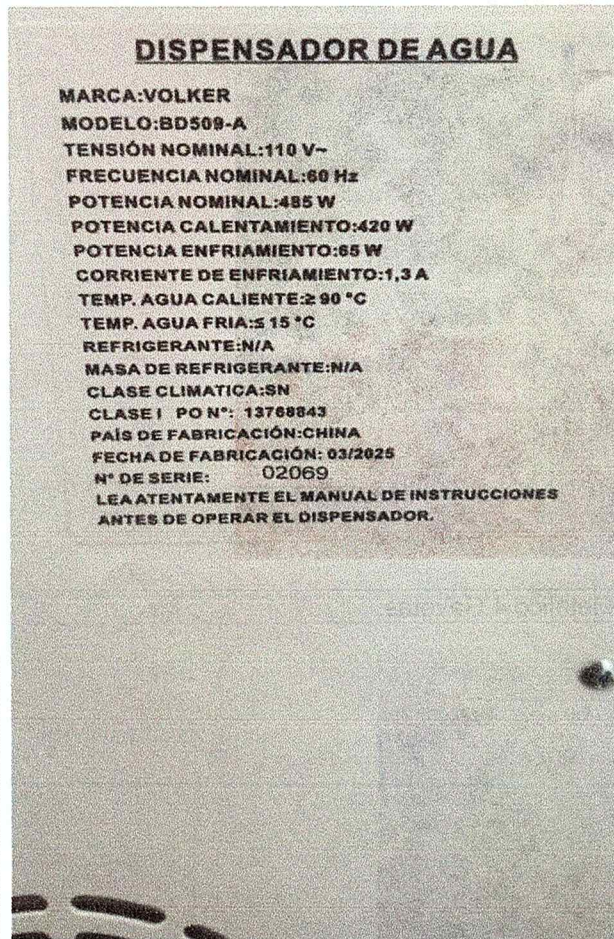 DISPENSADOR DE AGUA
MARCA:VOLKER
MODELO:BD509-A
TENSIÓN NOMINAL:110 V~
FRECUENCIA NOMINAL:60 Hz
POTENCIA NOMINAL:485 W
POTENCIA CALENTAMIENTO:420 W
POTENCIA ENFRIAMIENTO:65 W
CORRIENTE DE ENFRIAMIENTO:1,3 A
TEMP. AGUA CALIENTE:≥ 90 °C
TEMP. AGUA FRIA:≤ 15 °C
REFRIGERANTE:N/A
MASA DE REFRIGERANTE:N/A
CLASE CLIMATICA:SN
CLASE I PO N°: 13768843
PAÍS DE FABRICACIÓN:CHINA
FECHA DE FABRICACIÓN: 03/2025
N° DE SERIE: 02069
LEA ATENTAMENTE EL MANUAL DE INSTRUCCIONES
ANTES DE OPERAR EL DISPENSADOR.